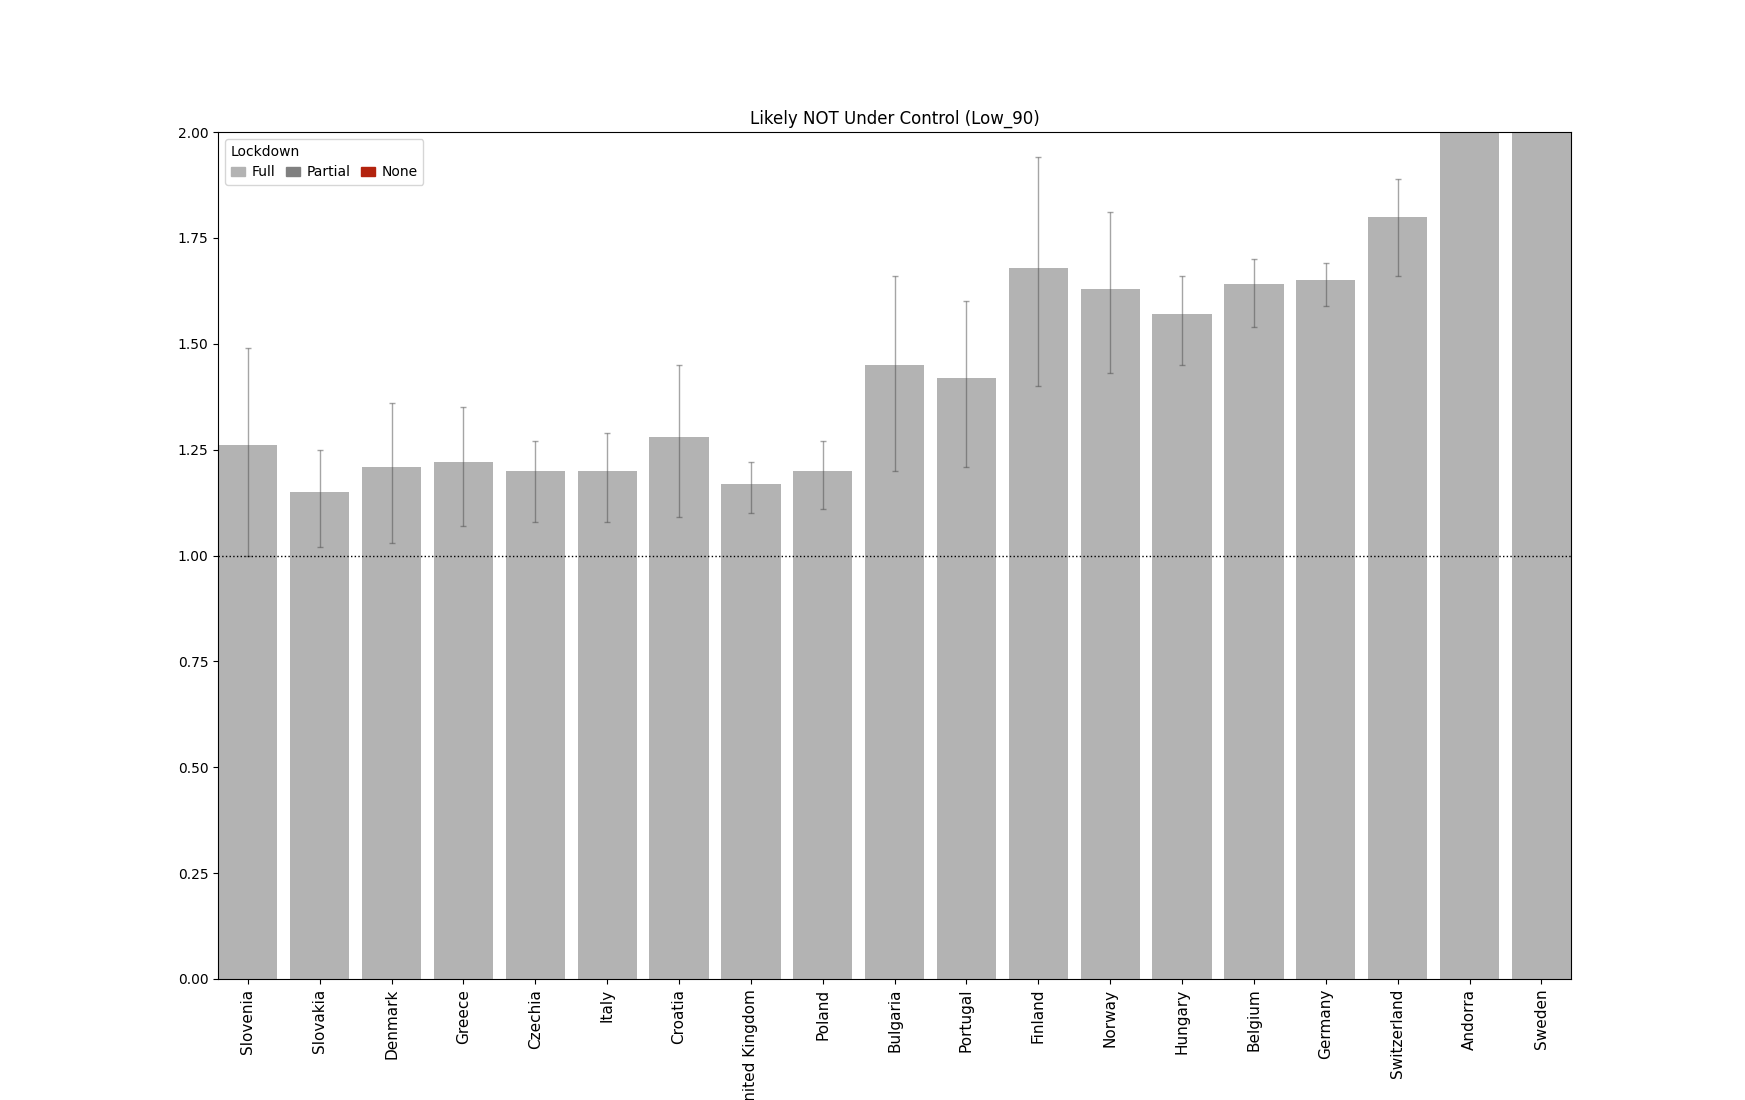 Likely NOT Under Control (Low_90)
Lockdown
Full Partial None
2.00
1.75
1.50
1.25
1.00
0.75
0.50
0.25
0.00
Slovenia
Slovakia
Denmark
Greece
Czechia
Italy
Croatia
nited Kingdom
Poland
Bulgaria
Portugal
Finland
Norway
Hungary
Belgium
Germany
Switzerland
Andorra
Sweden